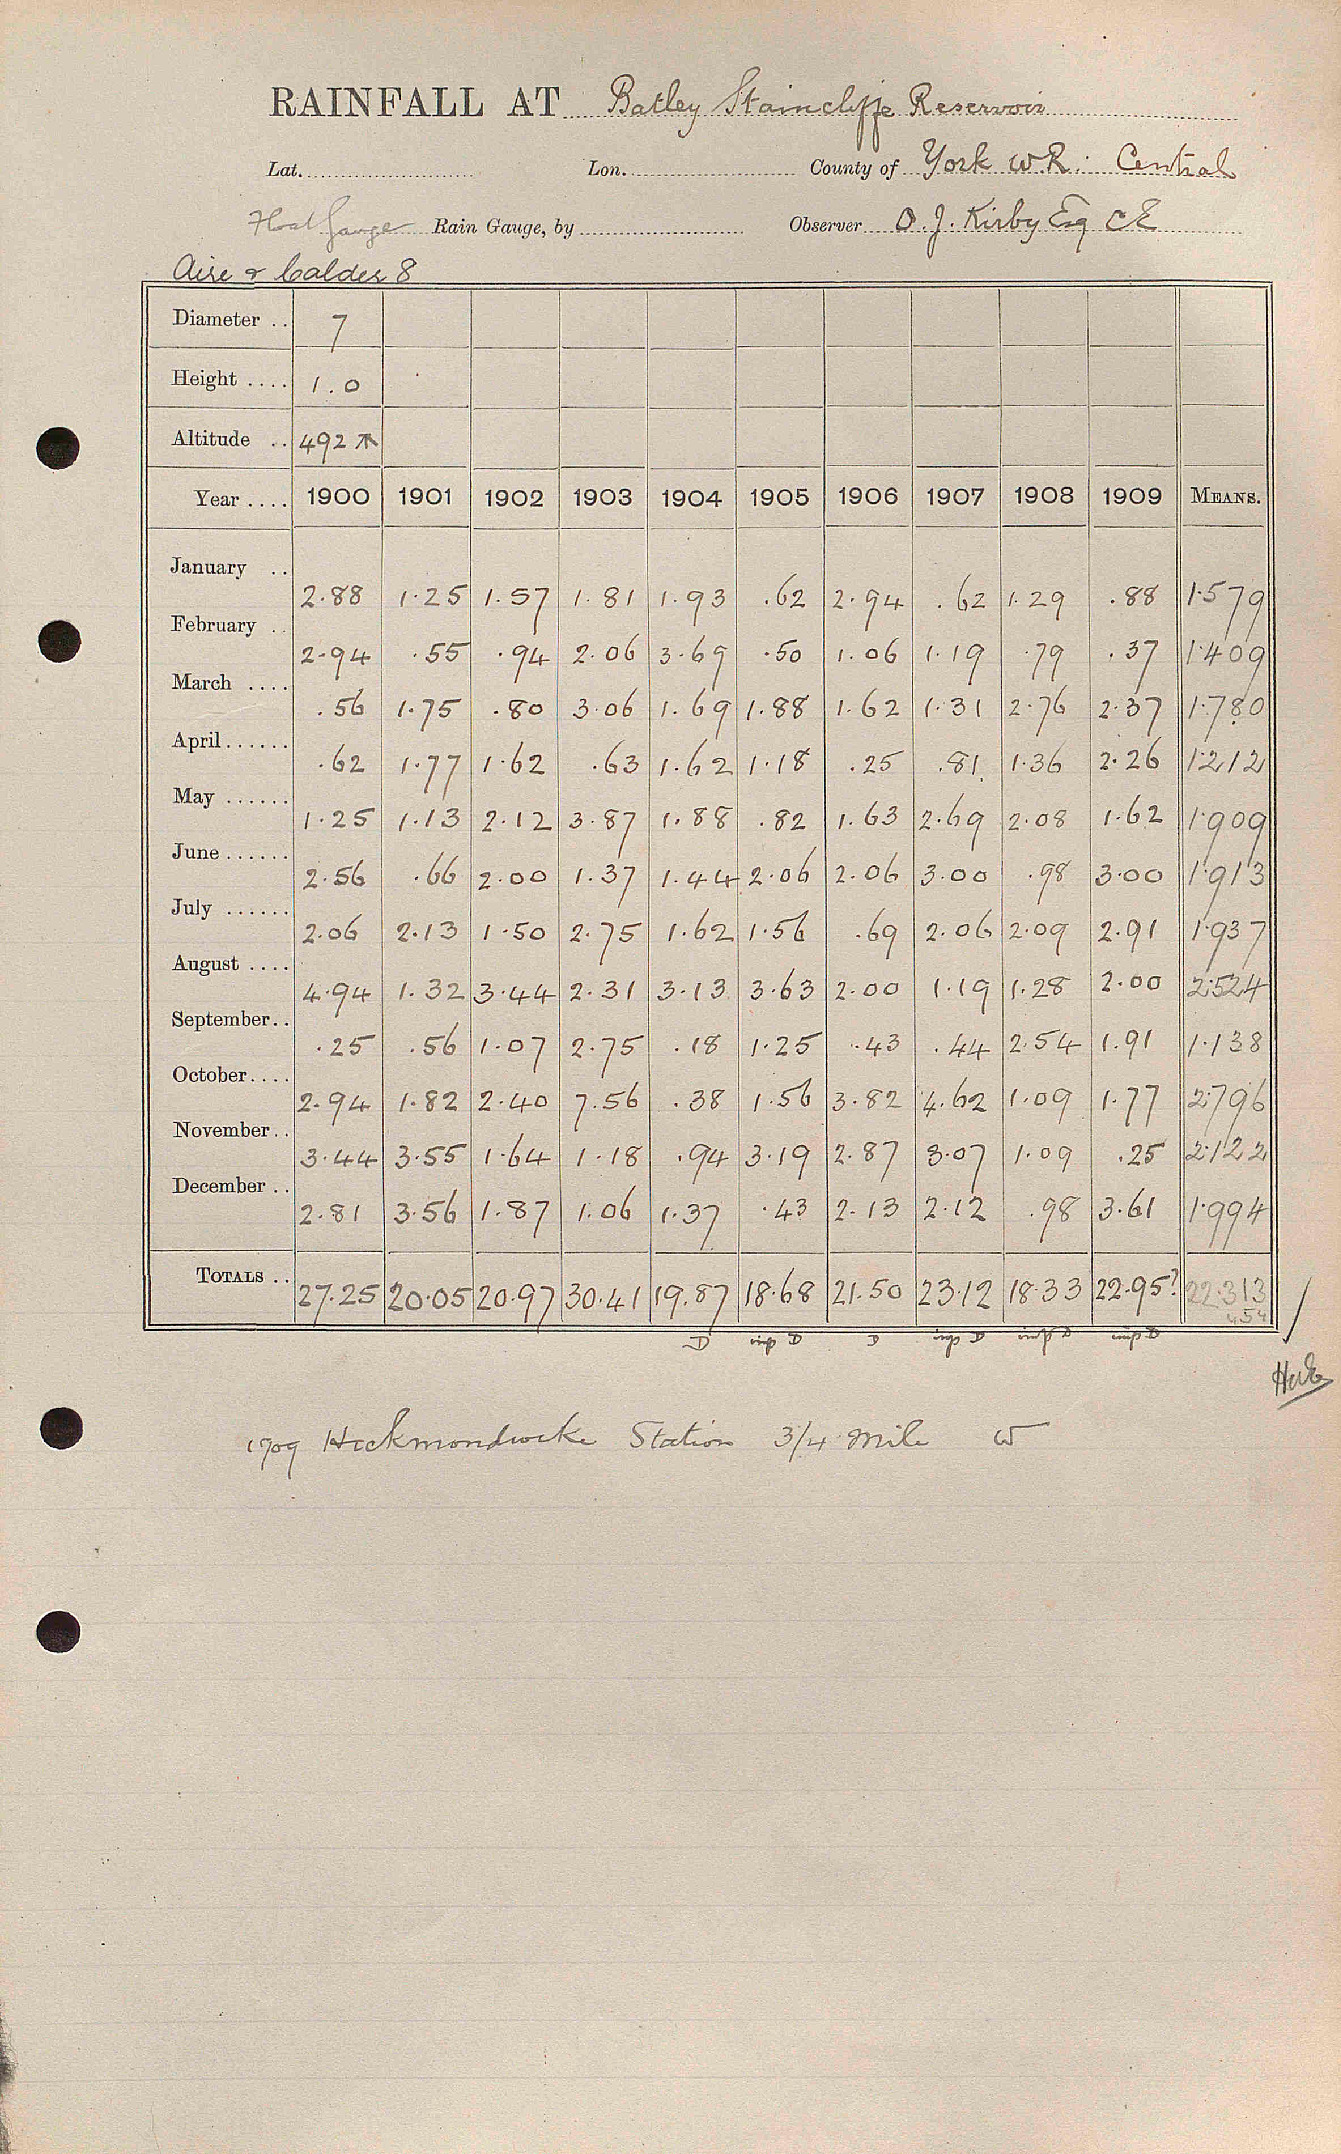 RAINFALL AT Batley Staincliffe Reservoir
Lat. Lon. County of York W.R: Central
Float Gauge Rain Gauge, by Observer O. J. Kirby Esq CE
Aire & Calder 8
Diameter .. 7
Height .... 1.0
Altitude .. 492 ↑
Year .... 1900 1901 1902 1903 1904 1905 1906 1907 1908 1909 MEANS.
January .. 2.88 1.25 1.57 1.81 1.93 .62 2.94 .62 1.29 .88 1.579
February .. 2.94 .55 .94 2.06 3.69 .50 1.06 1.19 .79 .37 1.409
March .... .56 1.75 .80 3.06 1.69 1.88 1.62 1.31 2.76 2.37 1.780
April...... .62 1.77 1.62 .63 1.62 1.18 .25 .81 1.36 2.26 1.212
May ...... 1.25 1.13 2.12 3.87 1.88 .82 1.63 2.69 2.08 1.62 1.909
June...... 2.56 .66 2.00 1.37 1.44 2.06 2.06 3.00 .98 3.00 1.913
July ...... 2.06 2.13 1.50 2.75 1.62 1.56 .69 2.06 2.09 2.91 1.937
August .... 4.94 1.32 3.44 2.31 3.13 3.63 2.00 1.19 1.28 2.00 2.524
September.. .25 .56 1.07 2.75 .18 1.25 .43 .44 2.54 1.91 1.138
October.... 2.94 1.82 2.40 7.56 .38 1.56 3.82 4.62 1.09 1.77 2.796
November.. 3.44 3.55 1.64 1.18 .94 3.19 2.87 3.07 1.09 .25 2.122
December .. 2.81 3.56 1.87 1.06 1.37 .43 2.13 2.12 .98 3.61 1.994
TOTALS .. 27.25 20.05 20.97 30.41 19.87 18.68 21.50 23.12 18.33 22.95? 22.313
1909 Heckmondwike Station 3/4 Mile W